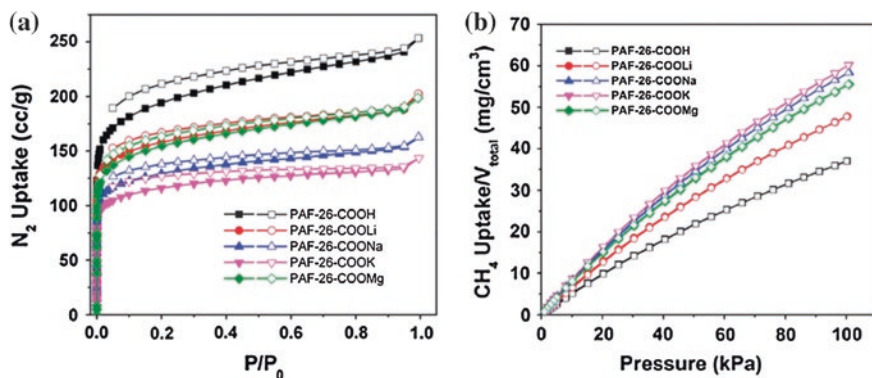 (a)
N2 Uptake (cc/g)
250
200
150
100
50
0
PAF-26-COOH
PAF-26-COOLi
PAF-26-COONa
PAF-26-COOK
PAF-26-COOMg
0.0 0.2 0.4 0.6 0.8 1.0
P/P0
(b)
CH4 Uptake/Vtotal (mg/cm3)
70
60
50
40
30
20
10
0
PAF-26-COOH
PAF-26-COOLi
PAF-26-COONa
PAF-26-COOK
PAF-26-COOMg
0 20 40 60 80 100
Pressure (kPa)